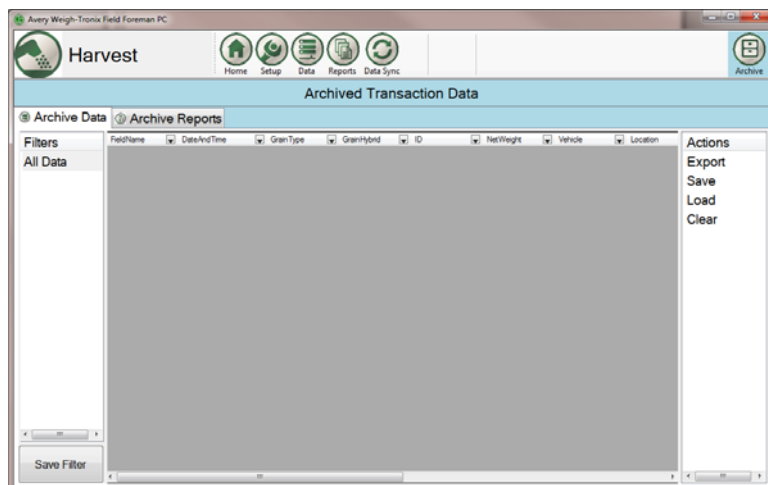 Avery Weigh-Tronix Field Foreman PC
Harvest
Home Setup Data Reports Data Sync
Archive
Archived Transaction Data
Archive Data Archive Reports
Filters
All Data
FieldName DateAndTime GrainType GrainHybrid ID NetWeight Vehicle Location
Actions
Export
Save
Load
Clear
Save Filter